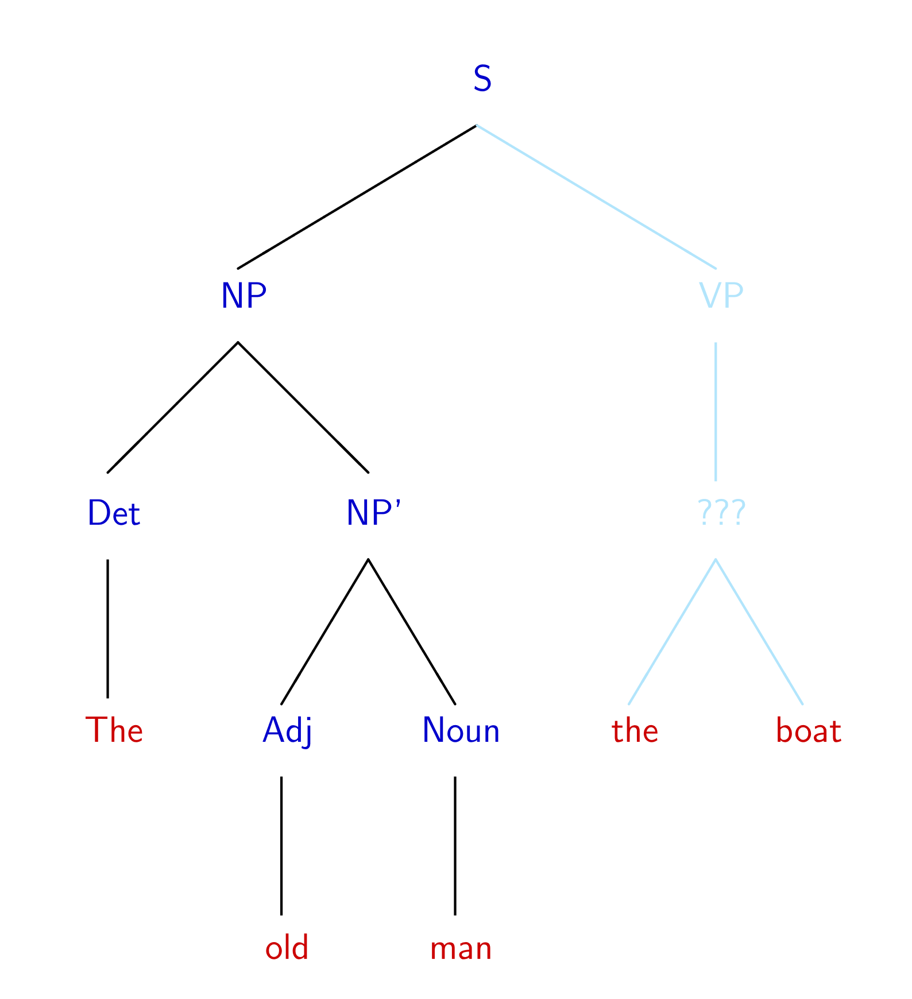 S
NP VP
Det NP' ???
The Adj Noun the boat
old man